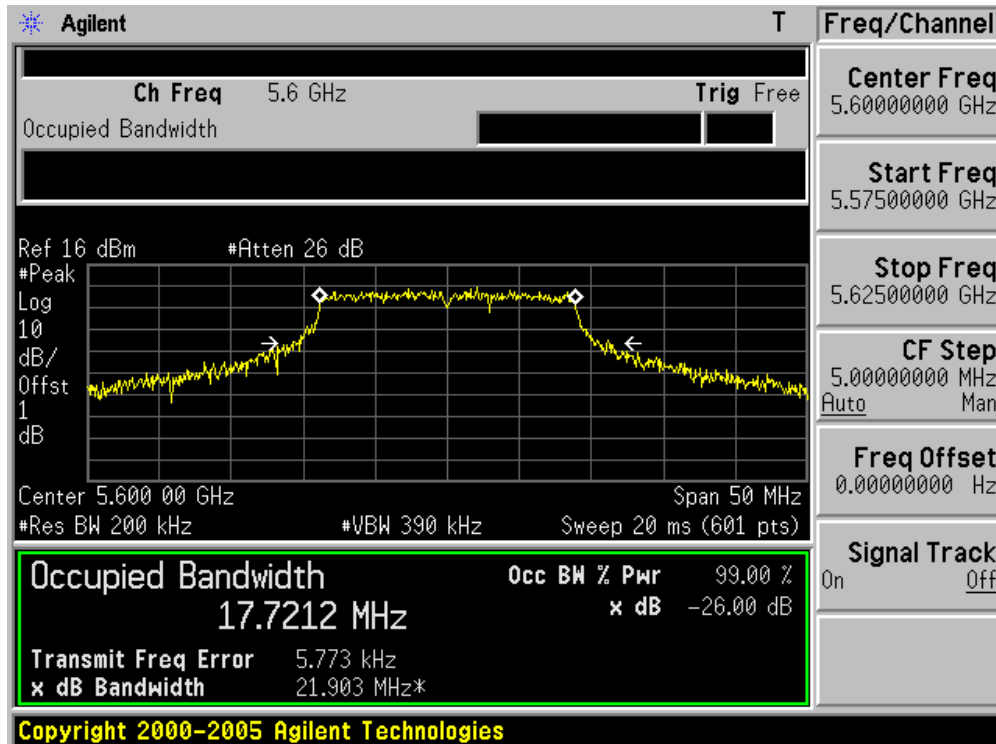 Agilent T
Ch Freq 5.6 GHz Trig Free
Occupied Bandwidth
Ref 16 dBm #Atten 26 dB
#Peak
Log
10
dB/
Offst
1
dB
Center 5.600 00 GHz Span 50 MHz
#Res BW 200 kHz #VBW 390 kHz Sweep 20 ms (601 pts)
Occupied Bandwidth Occ BW % Pwr 99.00 %
17.7212 MHz x dB -26.00 dB
Transmit Freq Error 5.773 kHz
x dB Bandwidth 21.903 MHz*
Copyright 2000-2005 Agilent Technologies
Freq/Channel
Center Freq
5.60000000 GHz
Start Freq
5.57500000 GHz
Stop Freq
5.62500000 GHz
CF Step
5.00000000 MHz
Auto Man
Freq Offset
0.00000000 Hz
Signal Track
On Off